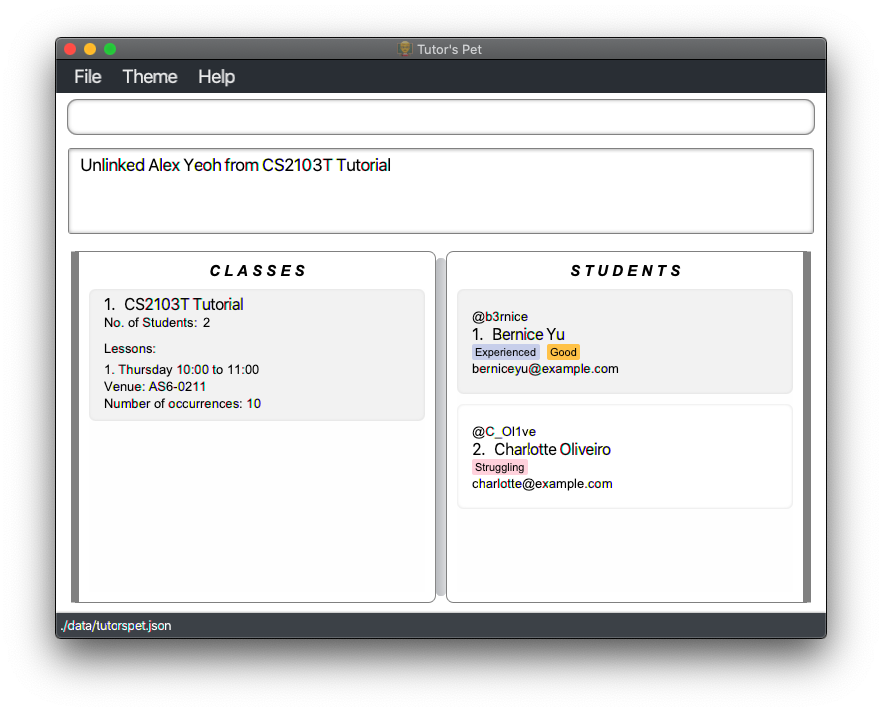 Tutor's Pet
File Theme Help
Unlinked Alex Yeoh from CS2103T Tutorial
CLASSES
1. CS2103T Tutorial
No. of Students: 2
Lessons:
1. Thursday 10:00 to 11:00
Venue: AS6-0211
Number of occurrences: 10
STUDENTS
@b3rnice
1. Bernice Yu
Experienced Good
berniceyu@example.com
@C_Ol1ve
2. Charlotte Oliveiro
Struggling
charlotte@example.com
./data/tutorspet.json